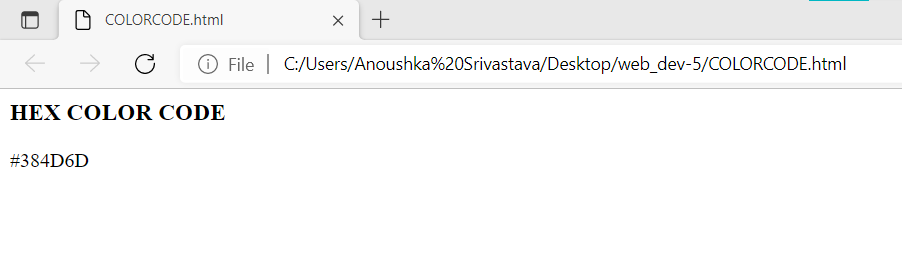 COLORCODE.html
File C:/Users/Anoushka%20Srivastava/Desktop/web_dev-5/COLORCODE.html
HEX COLOR CODE
#384D6D